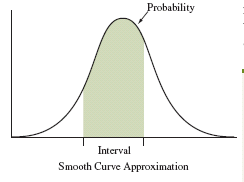 Probability
Interval
Smooth Curve Approximation